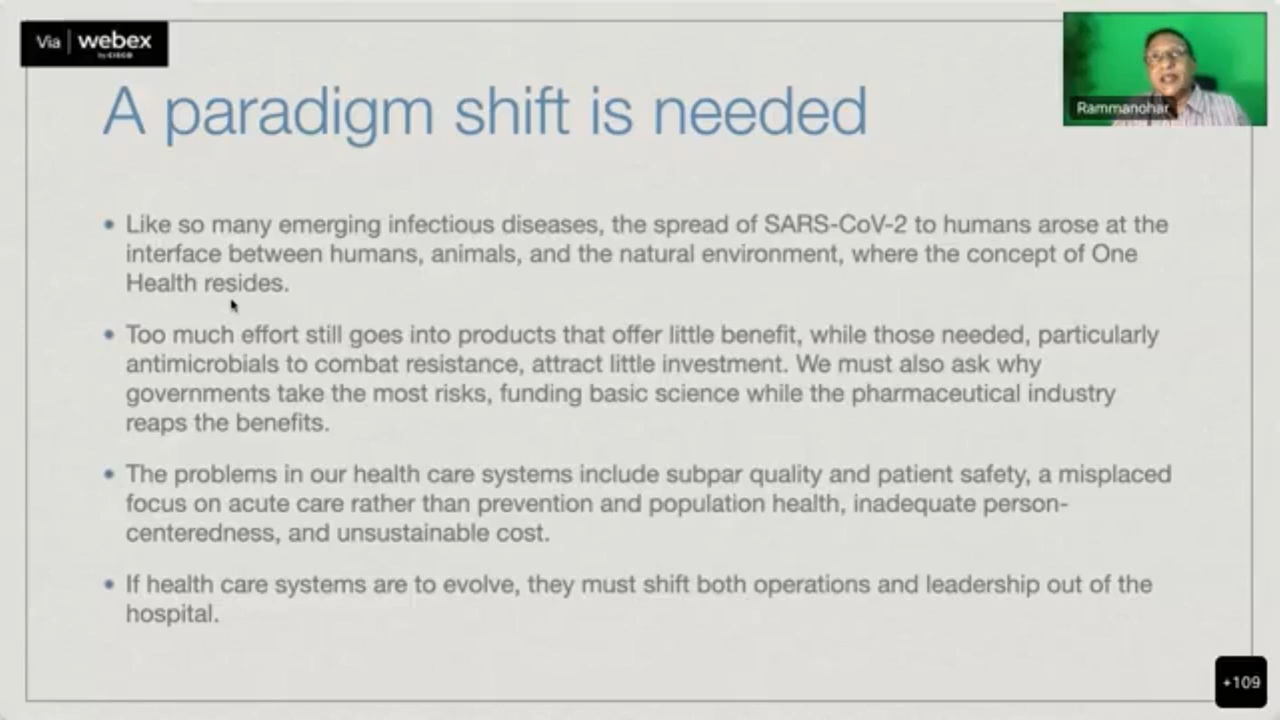 Via | webex
by CISCO
Rammanohar
A paradigm shift is needed
• Like so many emerging infectious diseases, the spread of SARS-CoV-2 to humans arose at the
interface between humans, animals, and the natural environment, where the concept of One
Health resides.
• Too much effort still goes into products that offer little benefit, while those needed, particularly
antimicrobials to combat resistance, attract little investment. We must also ask why
governments take the most risks, funding basic science while the pharmaceutical industry
reaps the benefits.
• The problems in our health care systems include subpar quality and patient safety, a misplaced
focus on acute care rather than prevention and population health, inadequate person-
centeredness, and unsustainable cost.
• If health care systems are to evolve, they must shift both operations and leadership out of the
hospital.
+109